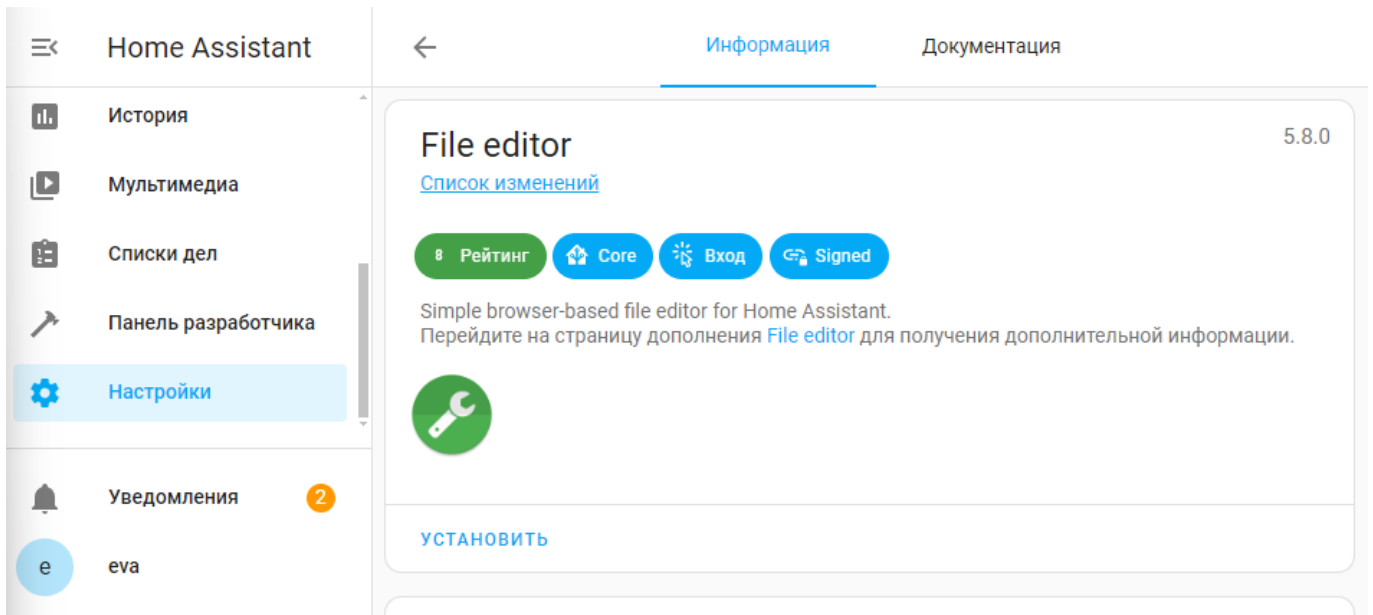 Home Assistant
История
Мультимедиа
Списки дел
Панель разработчика
Настройки
Уведомления 2
e eva
Информация Документация
File editor 5.8.0
Список изменений
8 Рейтинг Core Вход Signed
Simple browser-based file editor for Home Assistant.
Перейдите на страницу дополнения File editor для получения дополнительной информации.
УСТАНОВИТЬ